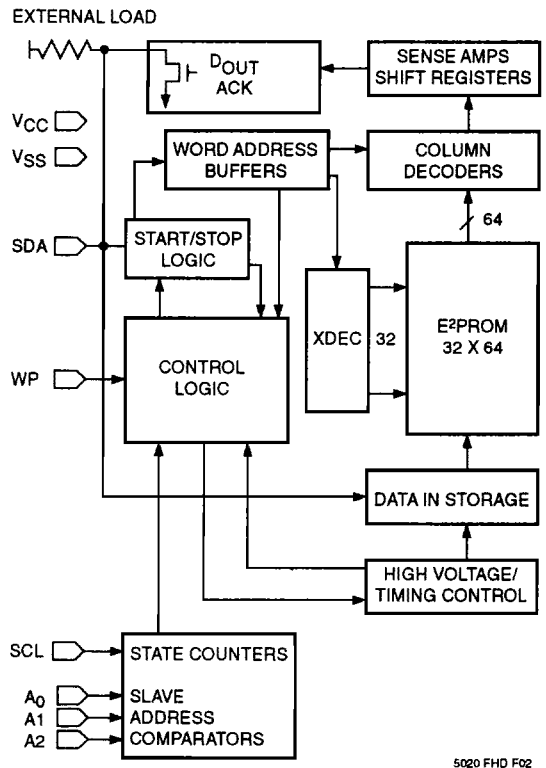 EXTERNAL LOAD
DOUT
ACK
SENSE AMPS
SHIFT REGISTERS
VCC
VSS
WORD ADDRESS
BUFFERS
COLUMN
DECODERS
64
SDA
START/STOP
LOGIC
XDEC
32
E²PROM
32 X 64
WP
CONTROL
LOGIC
DATA IN STORAGE
HIGH VOLTAGE/
TIMING CONTROL
SCL
STATE COUNTERS
A0
SLAVE
A1
ADDRESS
A2
COMPARATORS
5020 FHD F02